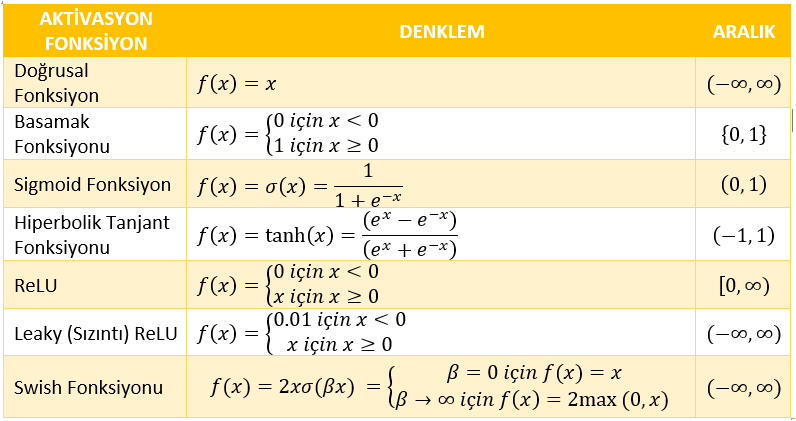 AKTİVASYON FONKSİYON DENKLEM ARALIK
Doğrusal Fonksiyon f(x) = x (−∞, ∞)
Basamak Fonksiyonu f(x) = {0 için x < 0 {0, 1}
1 için x ≥ 0
Sigmoid Fonksiyon f(x) = σ(x) = 1 / (1 + e^−x) (0, 1)
Hiperbolik Tanjant Fonksiyonu f(x) = tanh(x) = (e^x − e^−x) / (e^x + e^−x) (−1, 1)
ReLU f(x) = {0 için x < 0 [0, ∞)
x için x ≥ 0
Leaky (Sızıntı) ReLU f(x) = {0.01 için x < 0 (−∞, ∞)
x için x ≥ 0
Swish Fonksiyonu f(x) = 2xσ(βx) = {β = 0 için f(x) = x (−∞, ∞)
β → ∞ için f(x) = 2max (0, x)